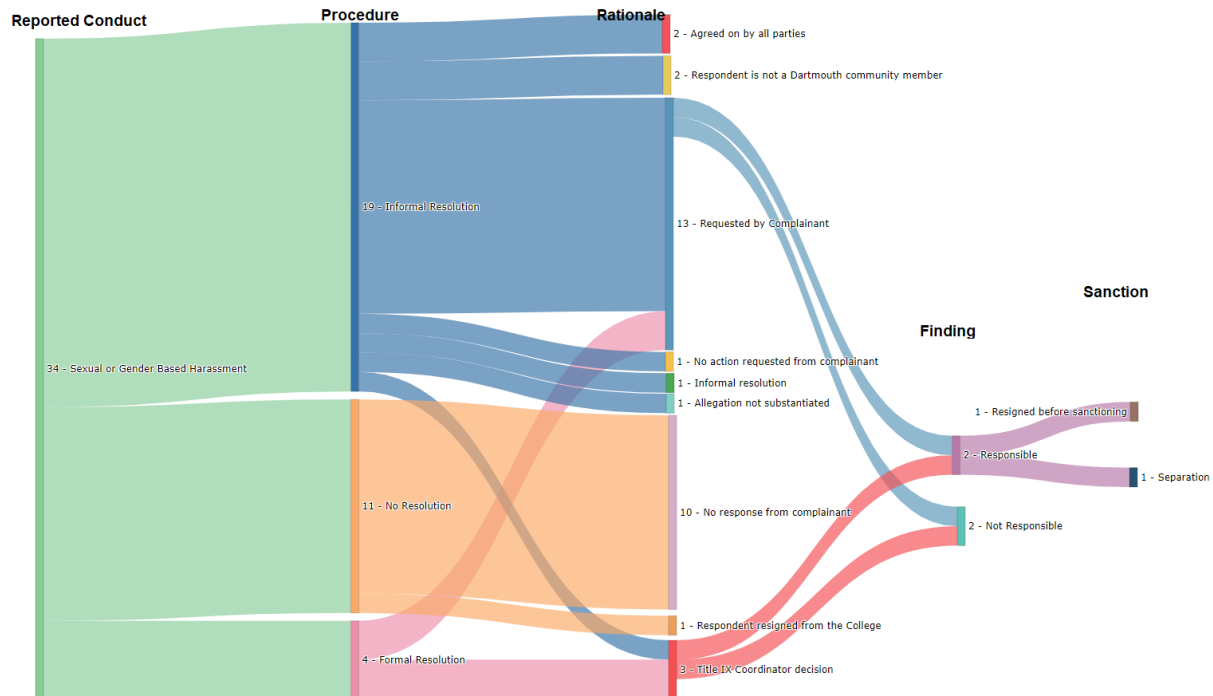 Reported Conduct
Procedure
Rationale
Finding
Sanction
34 - Sexual or Gender Based Harassment
19 - Informal Resolution
11 - No Resolution
4 - Formal Resolution
2 - Agreed on by all parties
2 - Respondent is not a Dartmouth community member
13 - Requested by Complainant
1 - No action requested from complainant
1 - Informal resolution
1 - Allegation not substantiated
10 - No response from complainant
1 - Respondent resigned from the College
3 - Title IX Coordinator decision
2 - Responsible
2 - Not Responsible
1 - Resigned before sanctioning
1 - Separation